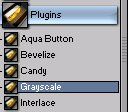 Plugins
Aqua Button
Bevelize
Candy
Grayscale
Interlace